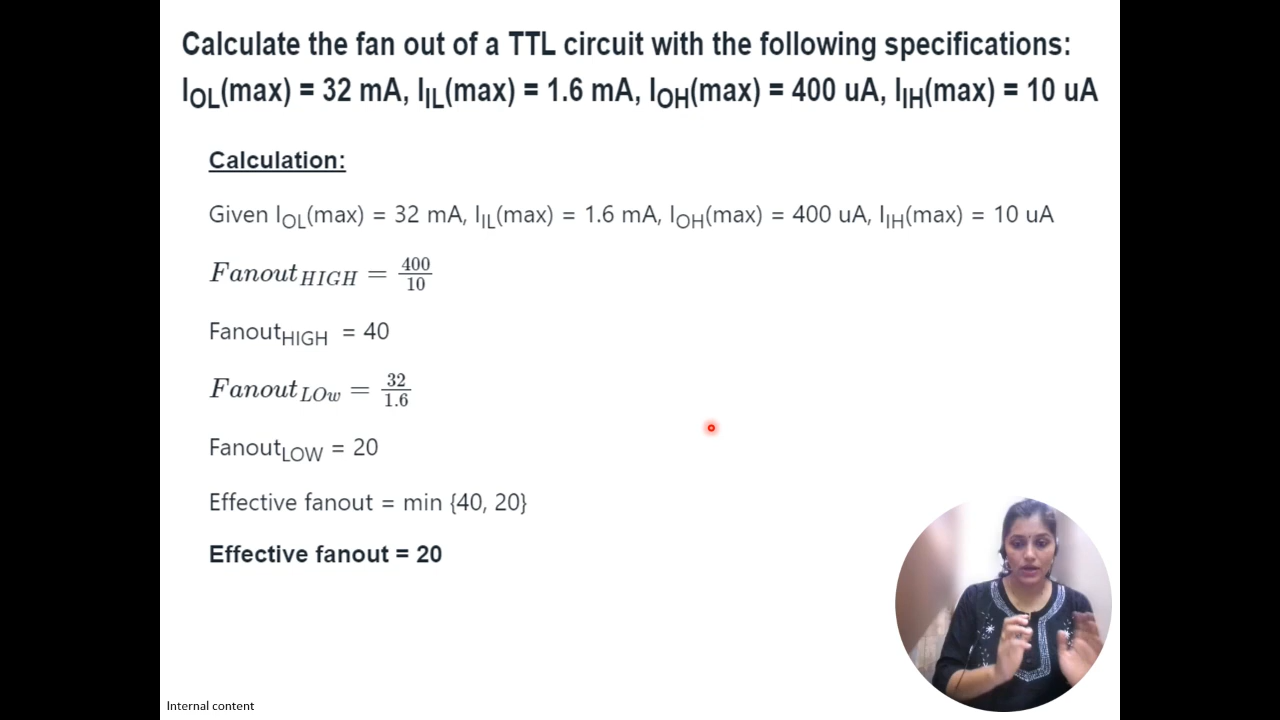 Calculate the fan out of a TTL circuit with the following specifications:
IOL(max) = 32 mA, IIL(max) = 1.6 mA, IOH(max) = 400 uA, IIH(max) = 10 uA
Calculation:
Given IOL(max) = 32 mA, IIL(max) = 1.6 mA, IOH(max) = 400 uA, IIH(max) = 10 uA
FanoutHIGH = 400/10
FanoutHIGH = 40
FanoutLOw = 32/1.6
FanoutLOW = 20
Effective fanout = min {40, 20}
Effective fanout = 20
Internal content